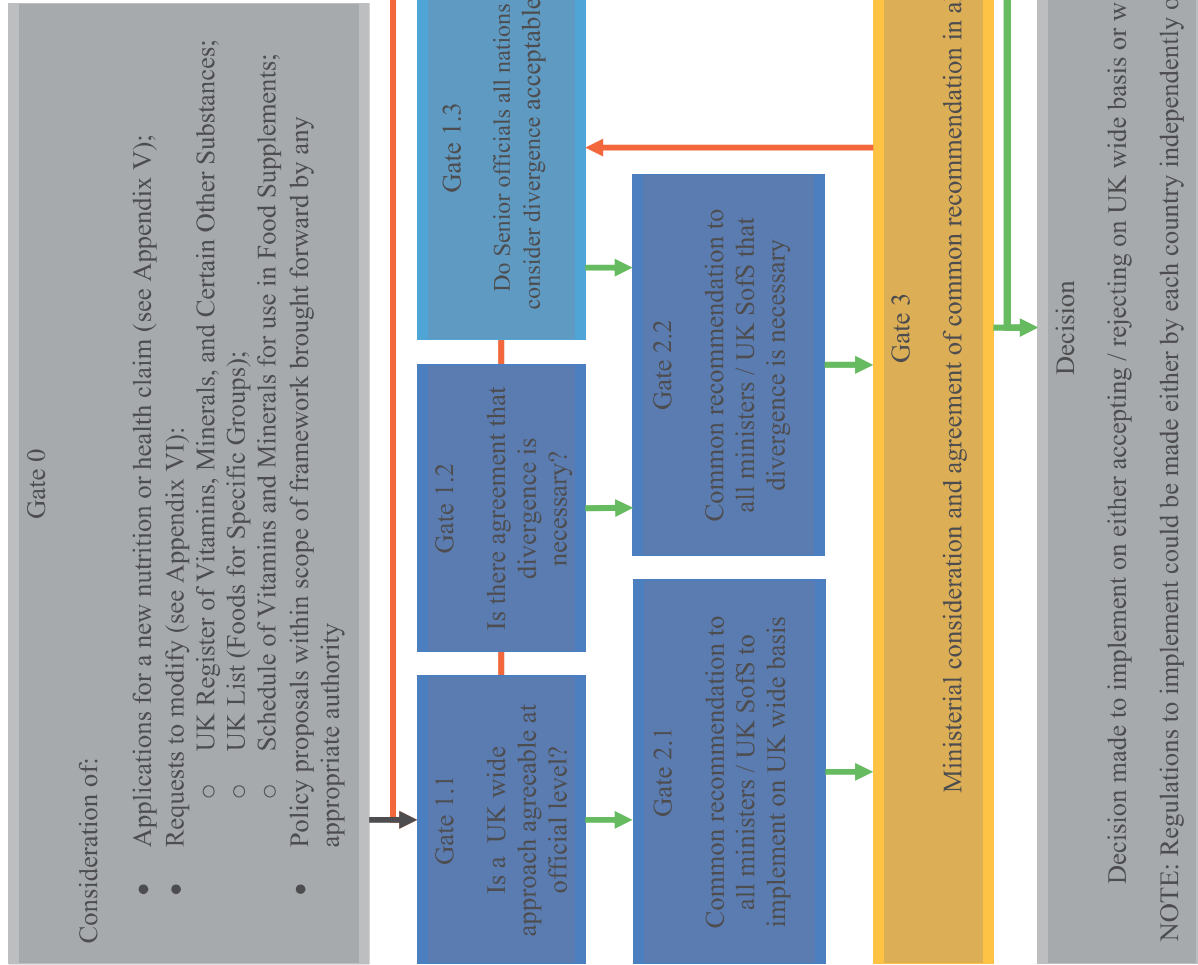 Gate 0
Consideration of:
● Applications for a new nutrition or health claim (see Appendix V);
● Requests to modify (see Appendix VI):
○ UK Register of Vitamins, Minerals, and Certain Other Substances;
○ UK List (Foods for Specific Groups);
○ Schedule of Vitamins and Minerals for use in Food Supplements;
● Policy proposals within scope of framework brought forward by any
appropriate authority
Gate 1.1
Is a UK wide
approach agreeable at
official level?
Gate 1.2
Is there agreement that
divergence is
necessary?
Gate 1.3
Do Senior officials all nations
consider divergence acceptable
Gate 2.1
Common recommendation to
all ministers / UK SofS to
implement on UK wide basis
Gate 2.2
Common recommendation to
all ministers / UK SofS that
divergence is necessary
Gate 3
Ministerial consideration and agreement of common recommendation in a
Decision
Decision made to implement on either accepting / rejecting on UK wide basis or w
NOTE: Regulations to implement could be made either by each country independently o